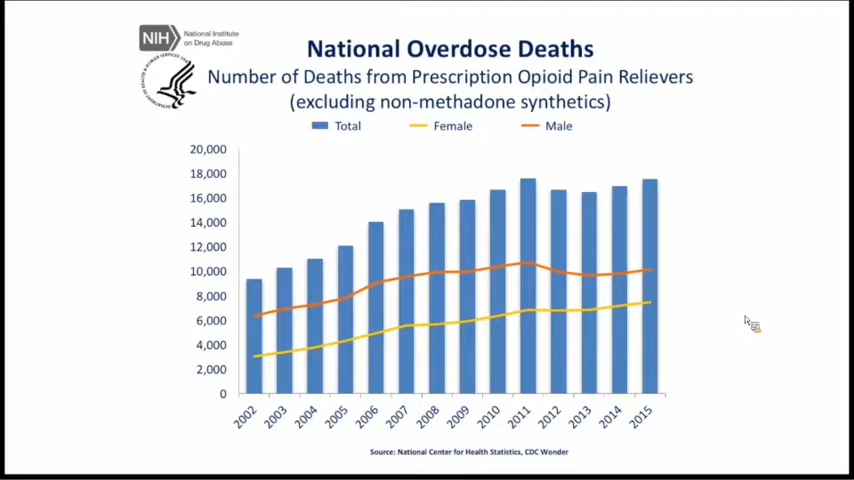 NIH
National Institute
on Drug Abuse
National Overdose Deaths
Number of Deaths from Prescription Opioid Pain Relievers
(excluding non-methadone synthetics)
Total Female Male
20,000
18,000
16,000
14,000
12,000
10,000
8,000
6,000
4,000
2,000
0
2002 2003 2004 2005 2006 2007 2008 2009 2010 2011 2012 2013 2014 2015
Source: National Center for Health Statistics, CDC Wonder